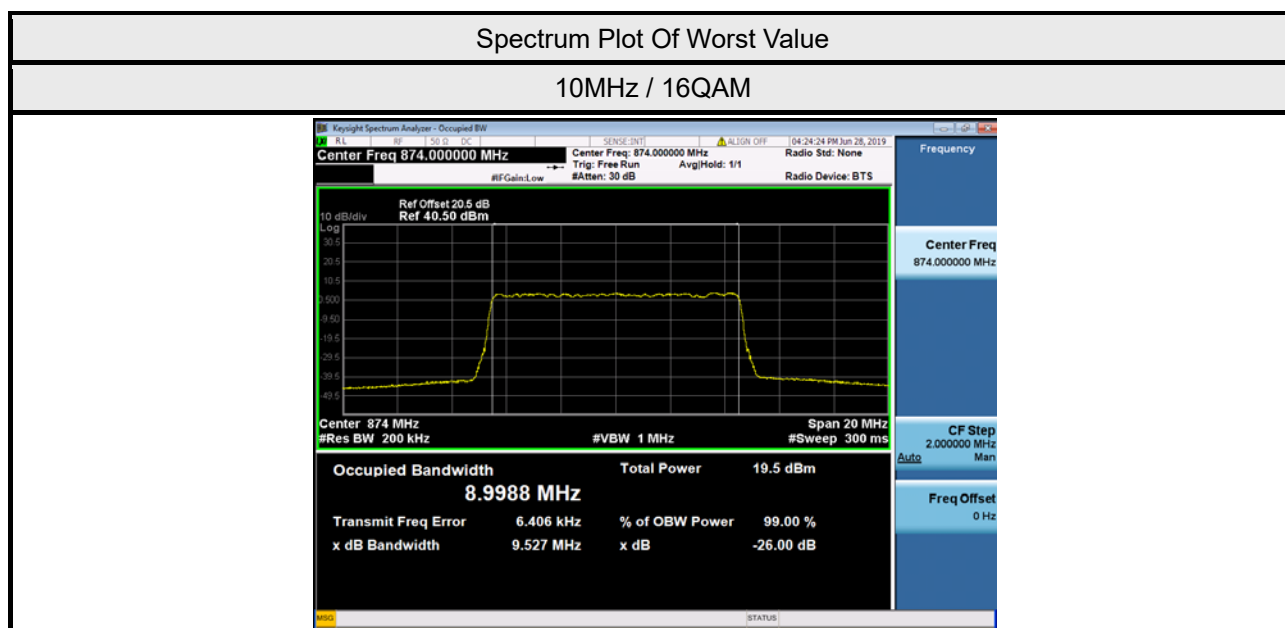 Spectrum Plot Of Worst Value
10MHz / 16QAM
Keysight Spectrum Analyzer - Occupied BW
RL RF 50 Ω DC SENSE:INT ALIGN OFF 04:24:24 PM Jun 28, 2019
Center Freq 874.000000 MHz
Center Freq: 874.000000 MHz Radio Std: None
Trig: Free Run Avg|Hold: 1/1
#IFGain:Low #Atten: 30 dB Radio Device: BTS
Frequency
Ref Offset 20.5 dB
10 dB/div Ref 40.50 dBm
Log
30.5
20.5
10.5
0.500
-9.50
-19.5
-29.5
-39.5
-49.5
Center 874 MHz Span 20 MHz
#Res BW 200 kHz #VBW 1 MHz #Sweep 300 ms
Occupied Bandwidth Total Power 19.5 dBm
8.9988 MHz
Transmit Freq Error 6.406 kHz % of OBW Power 99.00 %
x dB Bandwidth 9.527 MHz x dB -26.00 dB
Center Freq
874.000000 MHz
CF Step
2.000000 MHz
Auto Man
Freq Offset
0 Hz
MSG STATUS